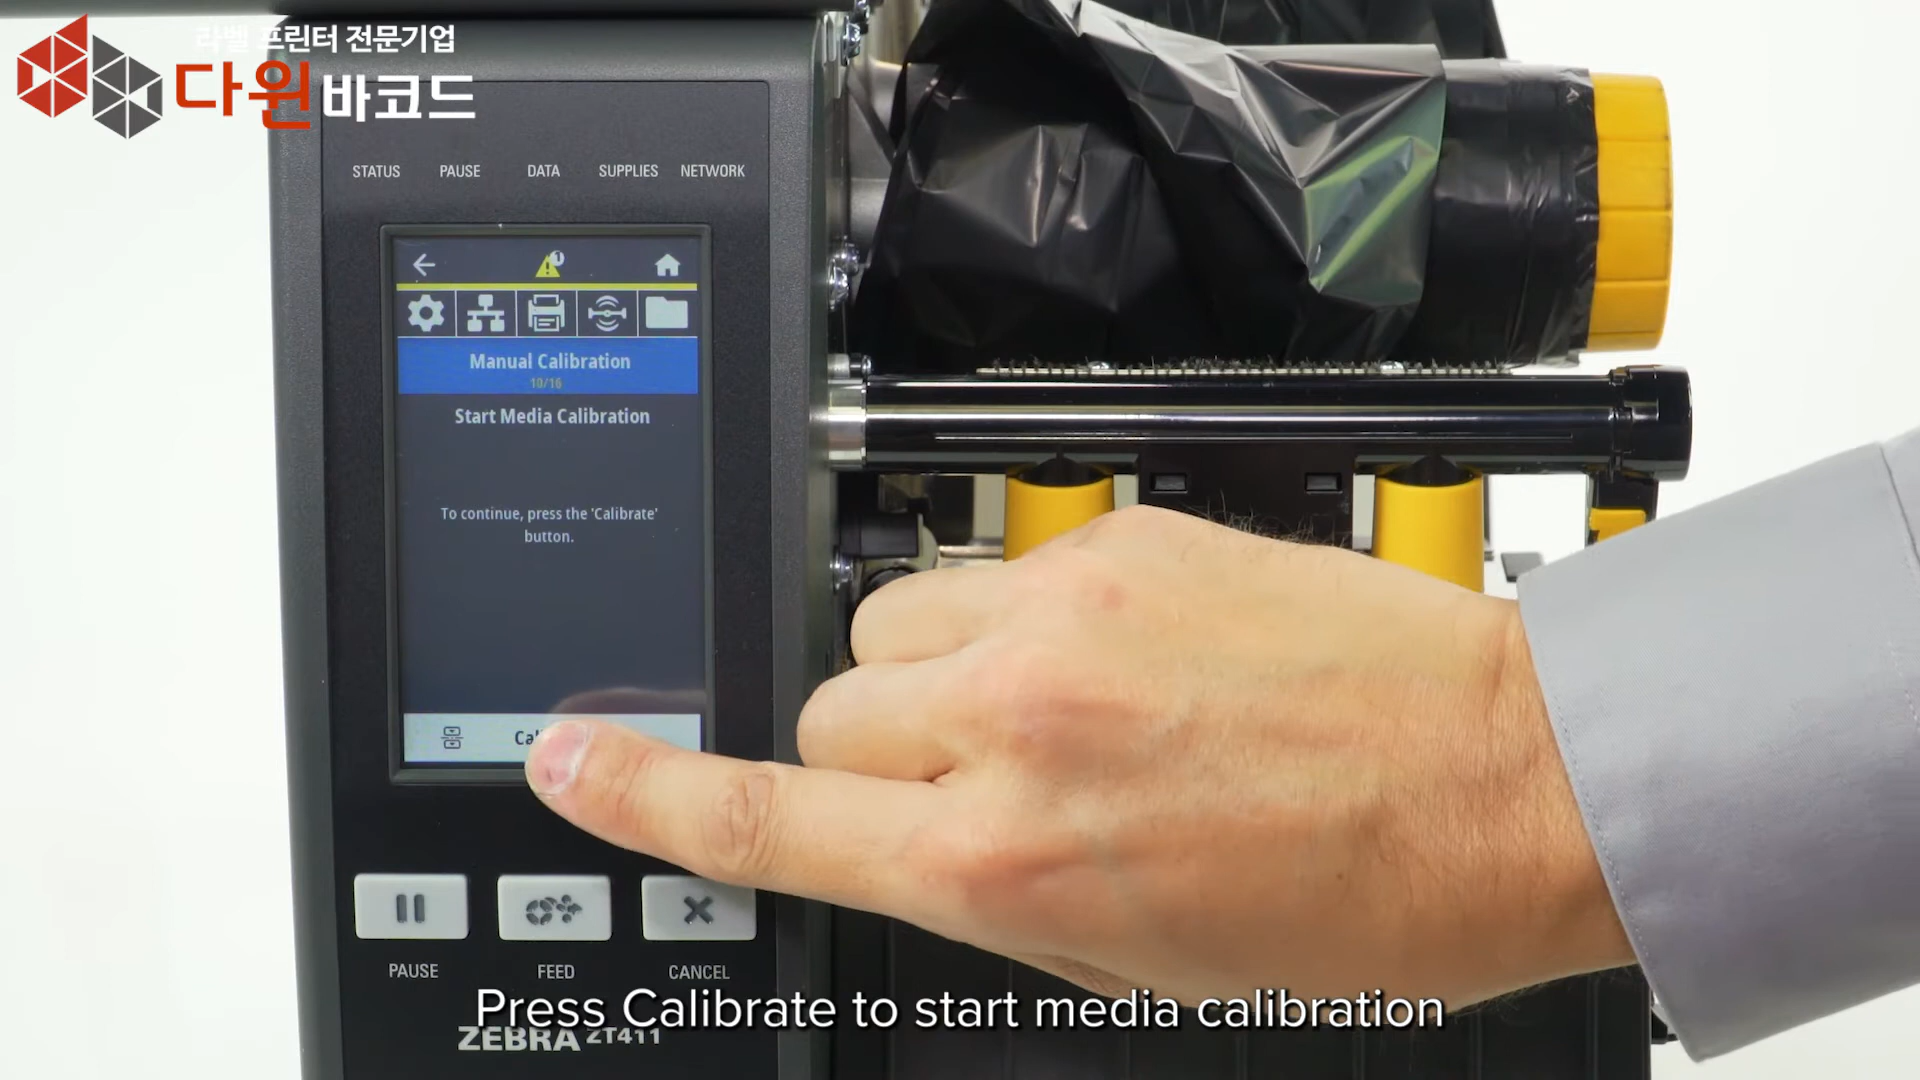 라벨 프린터 전문기업
다윈바코드
STATUS PAUSE DATA SUPPLIES NETWORK
1
Manual Calibration
10/16
Start Media Calibration
To continue, press the 'Calibrate'
button.
PAUSE FEED CANCEL
Press Calibrate to start media calibration
ZEBRA ZT411